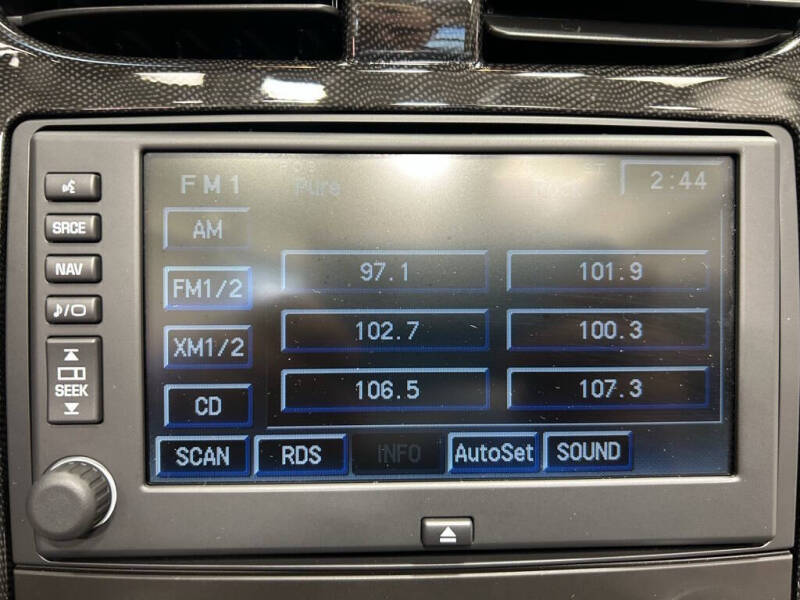 FM1 Pure 2:44
AM
SRCE
97.1 101.9
NAV
FM1/2
102.7 100.3
XM1/2
SEEK
106.5 107.3
CD
SCAN RDS INFO AutoSet SOUND